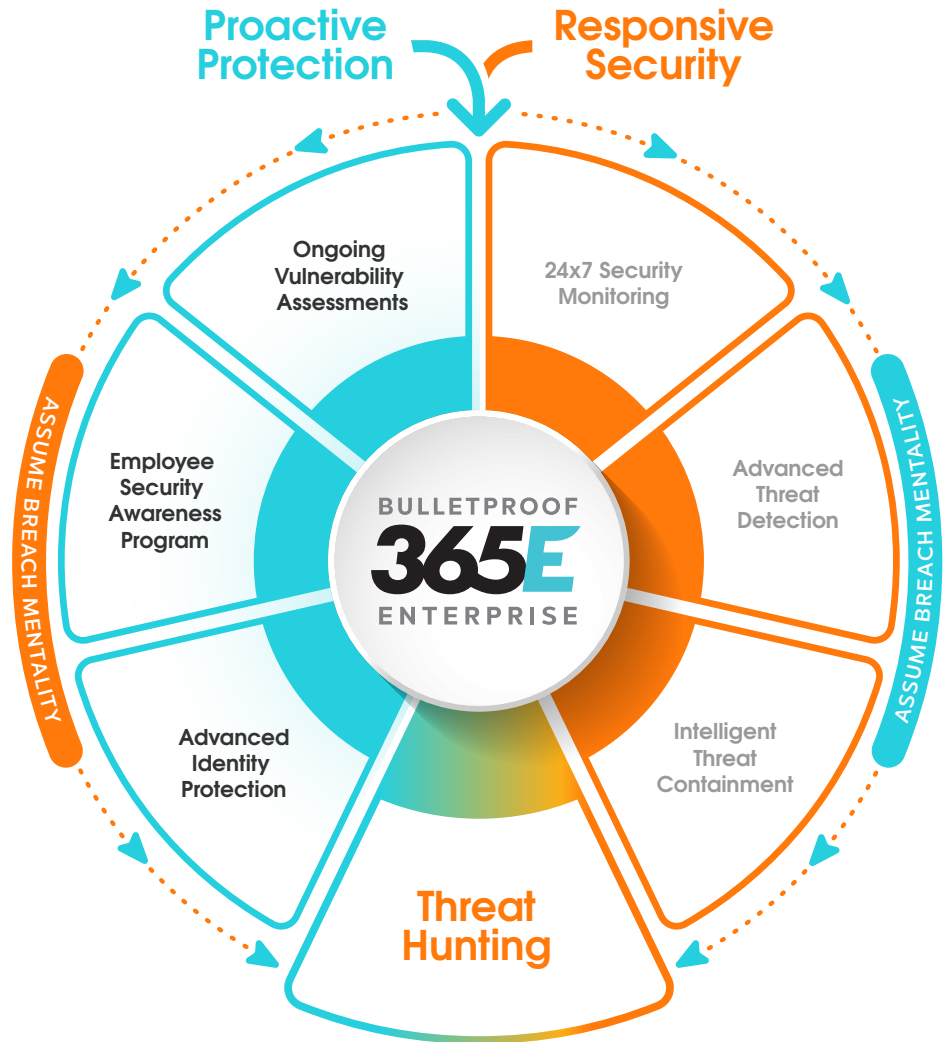 Proactive
Protection
Responsive
Security
Ongoing
Vulnerability
Assessments
24x7 Security
Monitoring
ASSUME BREACH MENTALITY
Employee
Security
Awareness
Program
BULLETPROOF
365E
ENTERPRISE
Advanced
Threat
Detection
ASSUME BREACH MENTALITY
Advanced
Identity
Protection
Intelligent
Threat
Containment
Threat
Hunting